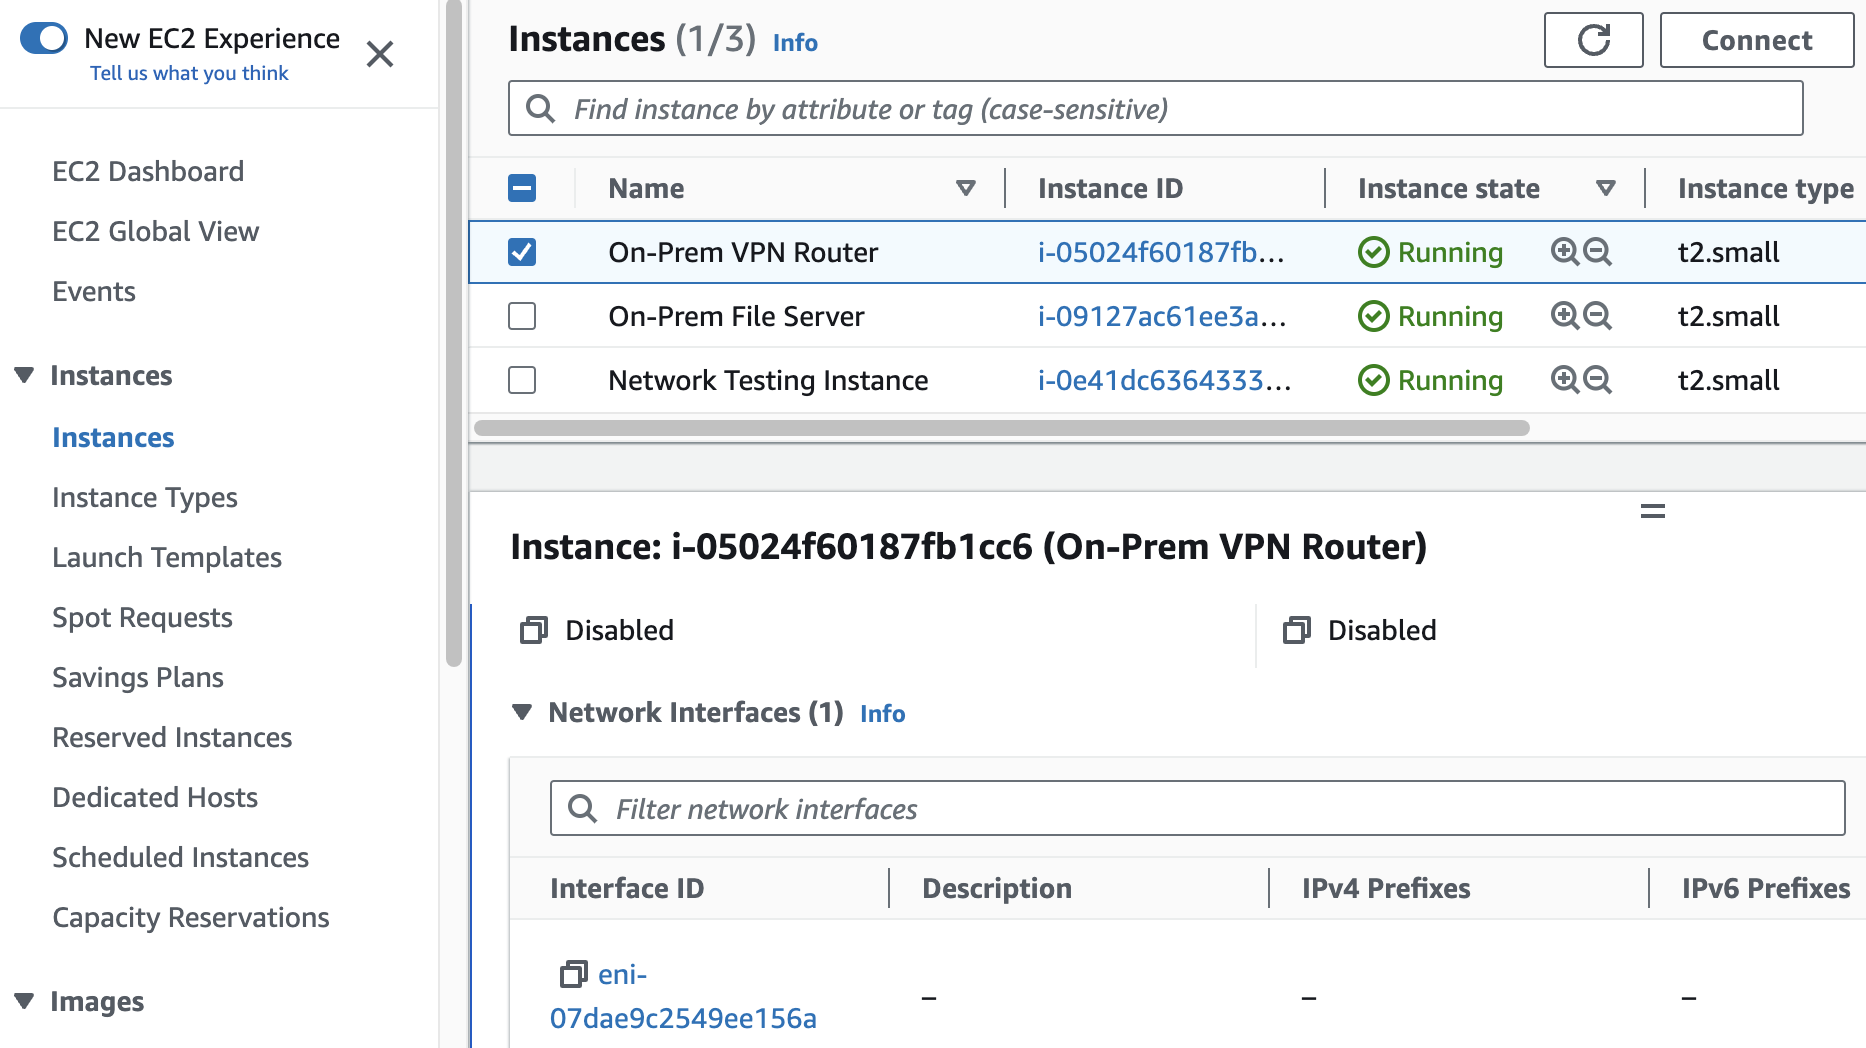 New EC2 Experience
Tell us what you think
EC2 Dashboard
EC2 Global View
Events
Instances
Instances
Instance Types
Launch Templates
Spot Requests
Savings Plans
Reserved Instances
Dedicated Hosts
Scheduled Instances
Capacity Reservations
Images
Instances (1/3) Info
Connect
Find instance by attribute or tag (case-sensitive)
Name Instance ID Instance state Instance type
On-Prem VPN Router i-05024f60187fb... Running t2.small
On-Prem File Server i-09127ac61ee3a... Running t2.small
Network Testing Instance i-0e41dc6364333... Running t2.small
Instance: i-05024f60187fb1cc6 (On-Prem VPN Router)
Disabled Disabled
Network Interfaces (1) Info
Filter network interfaces
Interface ID Description IPv4 Prefixes IPv6 Prefixes
eni-
07dae9c2549ee156a – – –